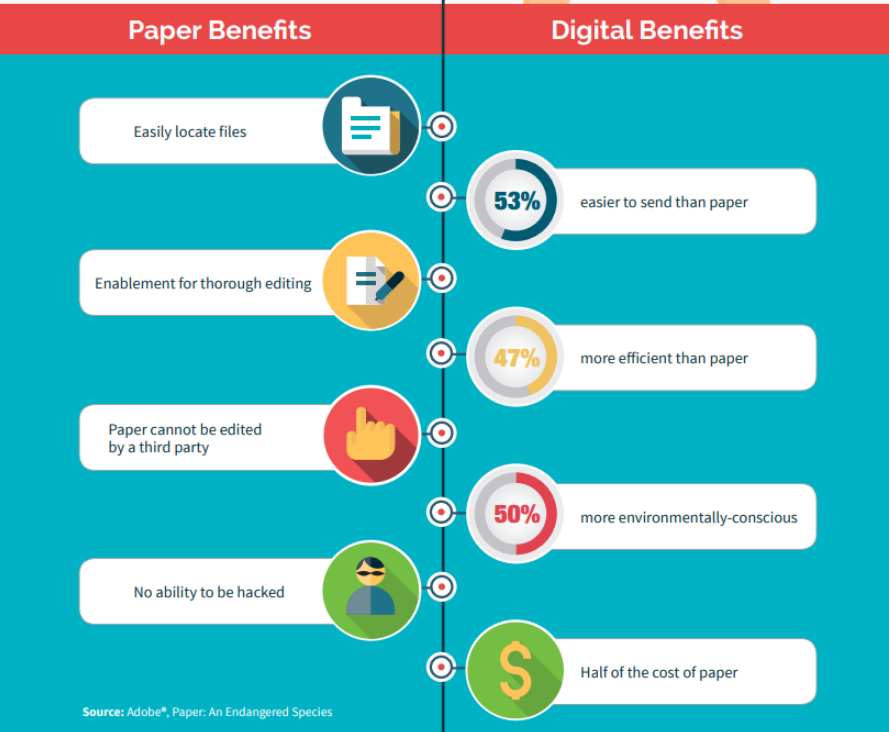 Paper Benefits
Digital Benefits
Easily locate files
53%
easier to send than paper
Enablement for thorough editing
47%
more efficient than paper
Paper cannot be edited
by a third party
50%
more environmentally-conscious
No ability to be hacked
$
Half of the cost of paper
Source: Adobe®, Paper: An Endangered Species